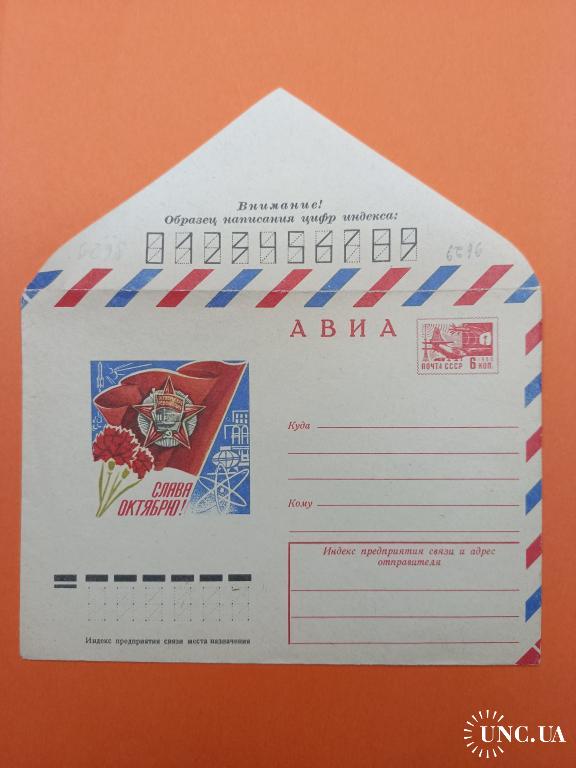 Внимание!
Образец написания цифр индекса:
0123456789
АВИА
ПОЧТА СССР 6 КОП.
СЛАВА
ОКТЯБРЮ!
Куда
Кому
Индекс предприятия связи и адрес
отправителя
Индекс предприятия связи места назначения
UNC.UA